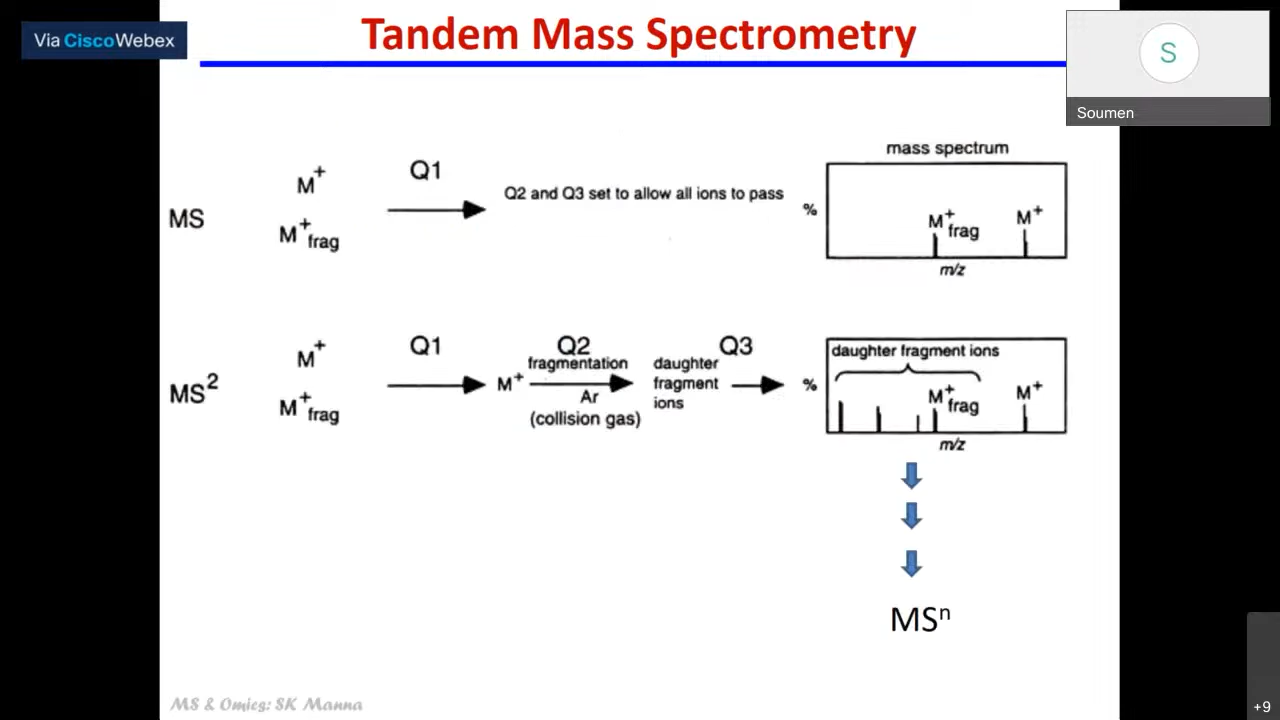 Via CiscoWebex
Tandem Mass Spectrometry
S
Soumen
mass spectrum
MS
M+
M+frag
Q1
Q2 and Q3 set to allow all ions to pass
%
M+frag
M+
m/z
MS2
M+
M+frag
Q1
M+
Q2
fragmentation
Ar
(collision gas)
daughter
fragment
ions
Q3
%
daughter fragment ions
M+frag
M+
m/z
MSn
MS & Omics: SK Manna
+9